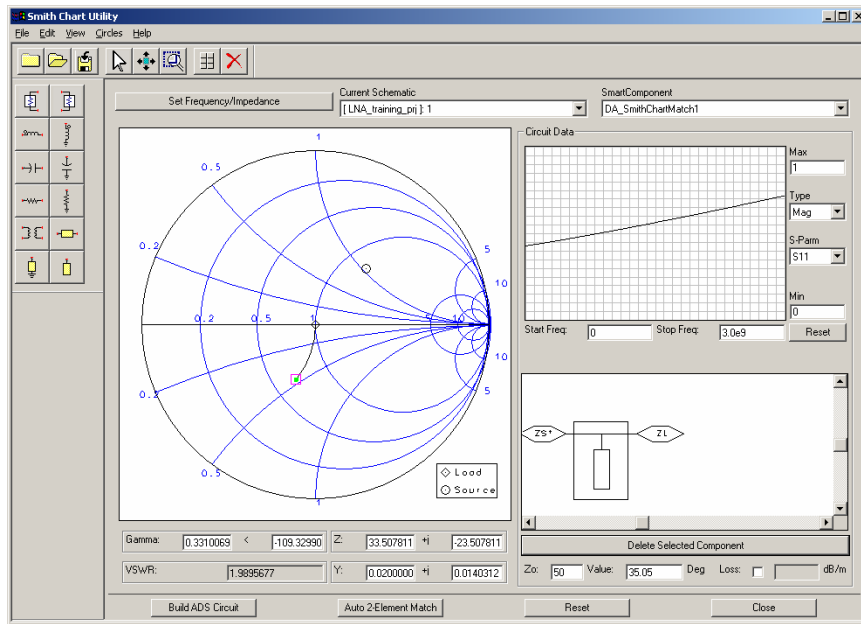 Smith Chart Utility
File Edit View Circles Help
Current Schematic
SmartComponent
Set Frequency/Impedance
[ LNA_training_prj ]: 1
DA_SmithChartMatch1
Circuit Data
Max
1
Type
Mag
S-Parm
S11
Min
0
Start Freq:
0
Stop Freq:
3.0e9
Reset
1
0.5
0.2
5
10
0.2
0.5
1
5
10
10
5
0.2
0.5
1
Load
Source
ZS*
ZL
Gamma:
0.3310069
<
-109.32990
Z:
33.507811
+j
-23.507811
VSWR:
1.9895677
Y:
0.0200000
+j
0.0140312
Delete Selected Component
Zo:
50
Value:
35.05
Deg
Loss:
dB/m
Build ADS Circuit
Auto 2-Element Match
Reset
Close